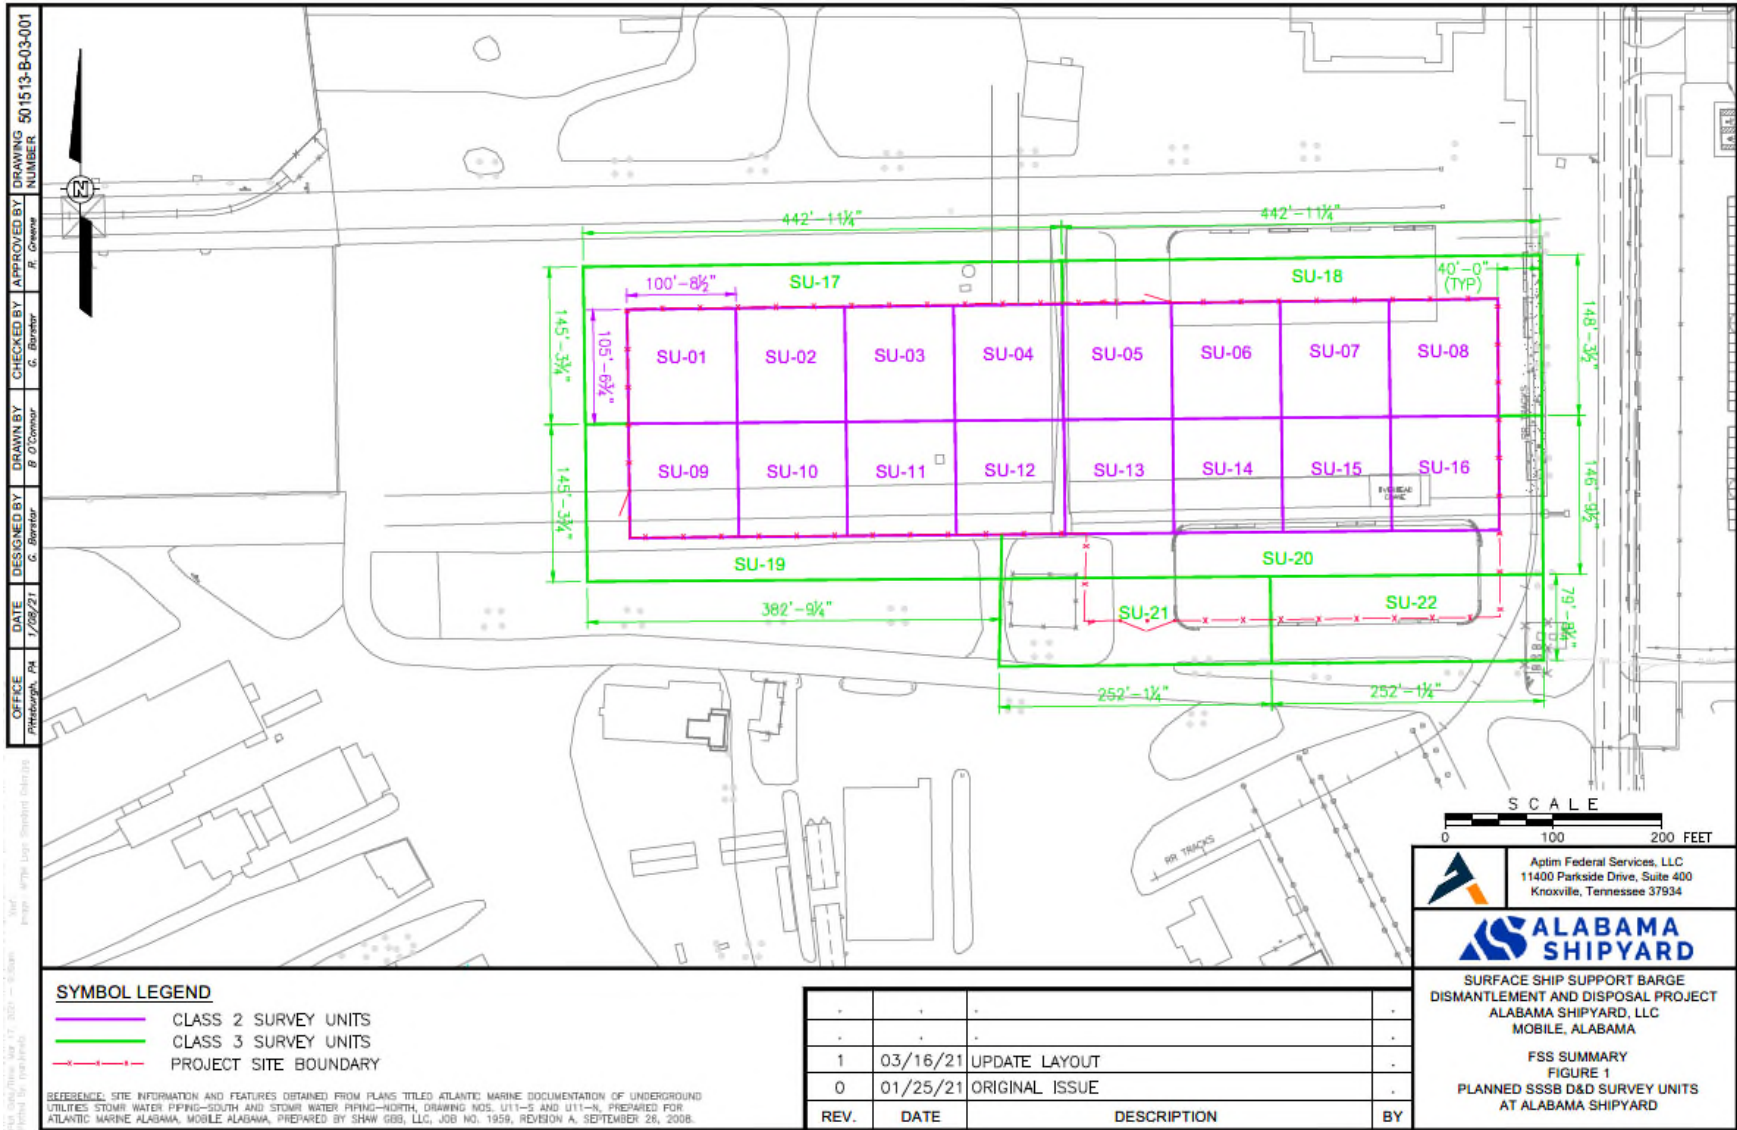 DRAWING NUMBER 501513-B-03-001
APPROVED BY R. Greene
CHECKED BY G. Barstar
DRAWN BY B O'Connor
DESIGNED BY G. Barstar
DATE 1/08/21
OFFICE Pittsburgh, PA
N
442'-11¼"
442'-11¼"
SU-17
SU-18
40'-0"
(TYP)
100'-8½"
145'-3¾"
105'-6¾"
148'-3½"
SU-01
SU-02
SU-03
SU-04
SU-05
SU-06
SU-07
SU-08
RR TRACKS
SU-09
SU-10
SU-11
SU-12
SU-13
SU-14
SU-15
SU-16
145'-3¾"
146'-9½"
OVERHEAD
CRANE
SU-19
SU-20
382'-9¼"
SU-21
SU-22
79'-8¼"
252'-1¼"
252'-1¼"
RR TRACKS
SCALE
0 100 200 FEET
Aptim Federal Services, LLC
11400 Parkside Drive, Suite 400
Knoxville, Tennessee 37934
ALABAMA
SHIPYARD
SURFACE SHIP SUPPORT BARGE
DISMANTLEMENT AND DISPOSAL PROJECT
ALABAMA SHIPYARD, LLC
MOBILE, ALABAMA
FSS SUMMARY
FIGURE 1
PLANNED SSSB D&D SURVEY UNITS
AT ALABAMA SHIPYARD
SYMBOL LEGEND
CLASS 2 SURVEY UNITS
CLASS 3 SURVEY UNITS
PROJECT SITE BOUNDARY
REFERENCE: SITE INFORMATION AND FEATURES OBTAINED FROM PLANS TITLED ATLANTIC MARINE DOCUMENTATION OF UNDERGROUND
UTILITIES STOMR WATER PIPING-SOUTH AND STOMR WATER PIPING-NORTH, DRAWING NOS. U11-S AND U11-N, PREPARED FOR
ATLANTIC MARINE ALABAMA, MOBILE ALABAMA, PREPARED BY SHAW GBB, LLC, JOB NO. 1959, REVISION A, SEPTEMBER 28, 2008.
1 03/16/21 UPDATE LAYOUT
0 01/25/21 ORIGINAL ISSUE
REV. DATE DESCRIPTION BY